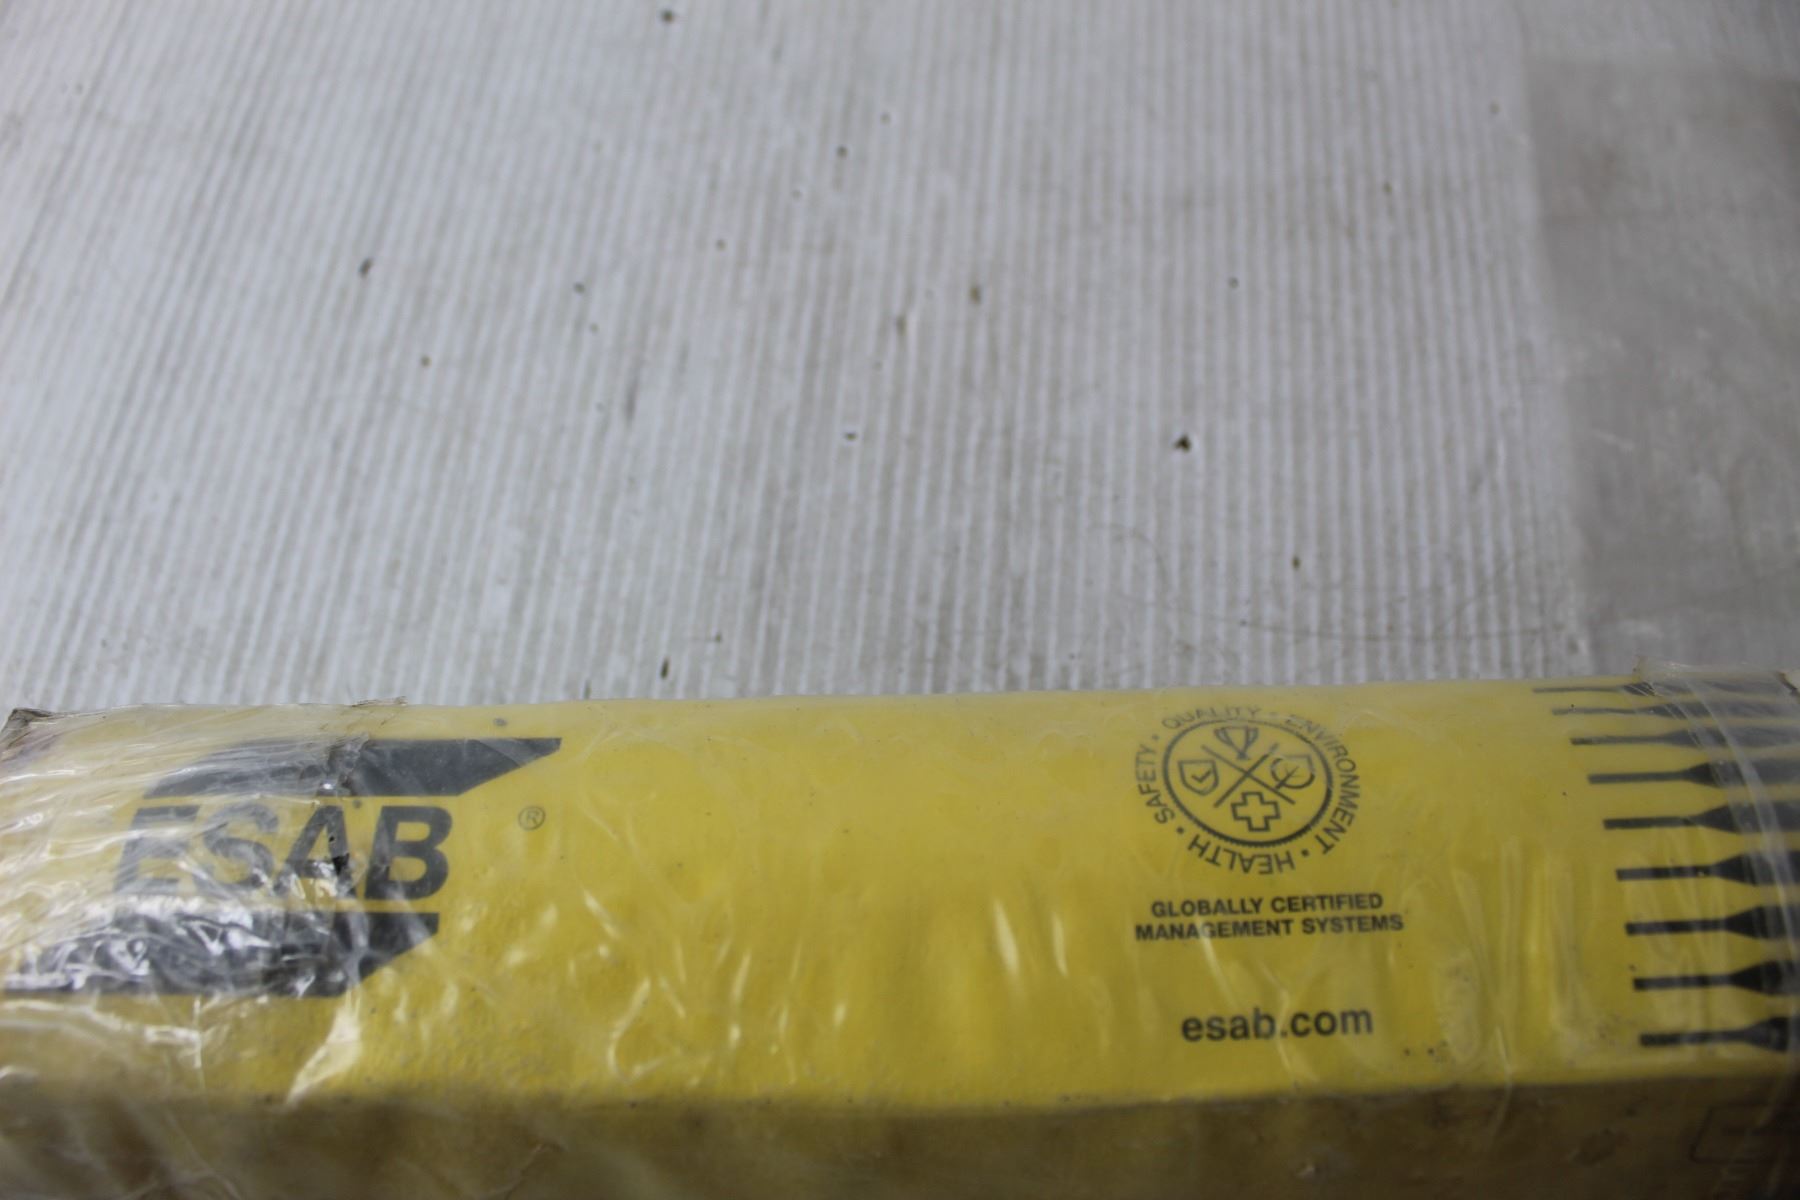 ESAB ®
SAFETY • QUALITY • ENVIRONMENT • HEALTH •
GLOBALLY CERTIFIED
MANAGEMENT SYSTEMS
esab.com